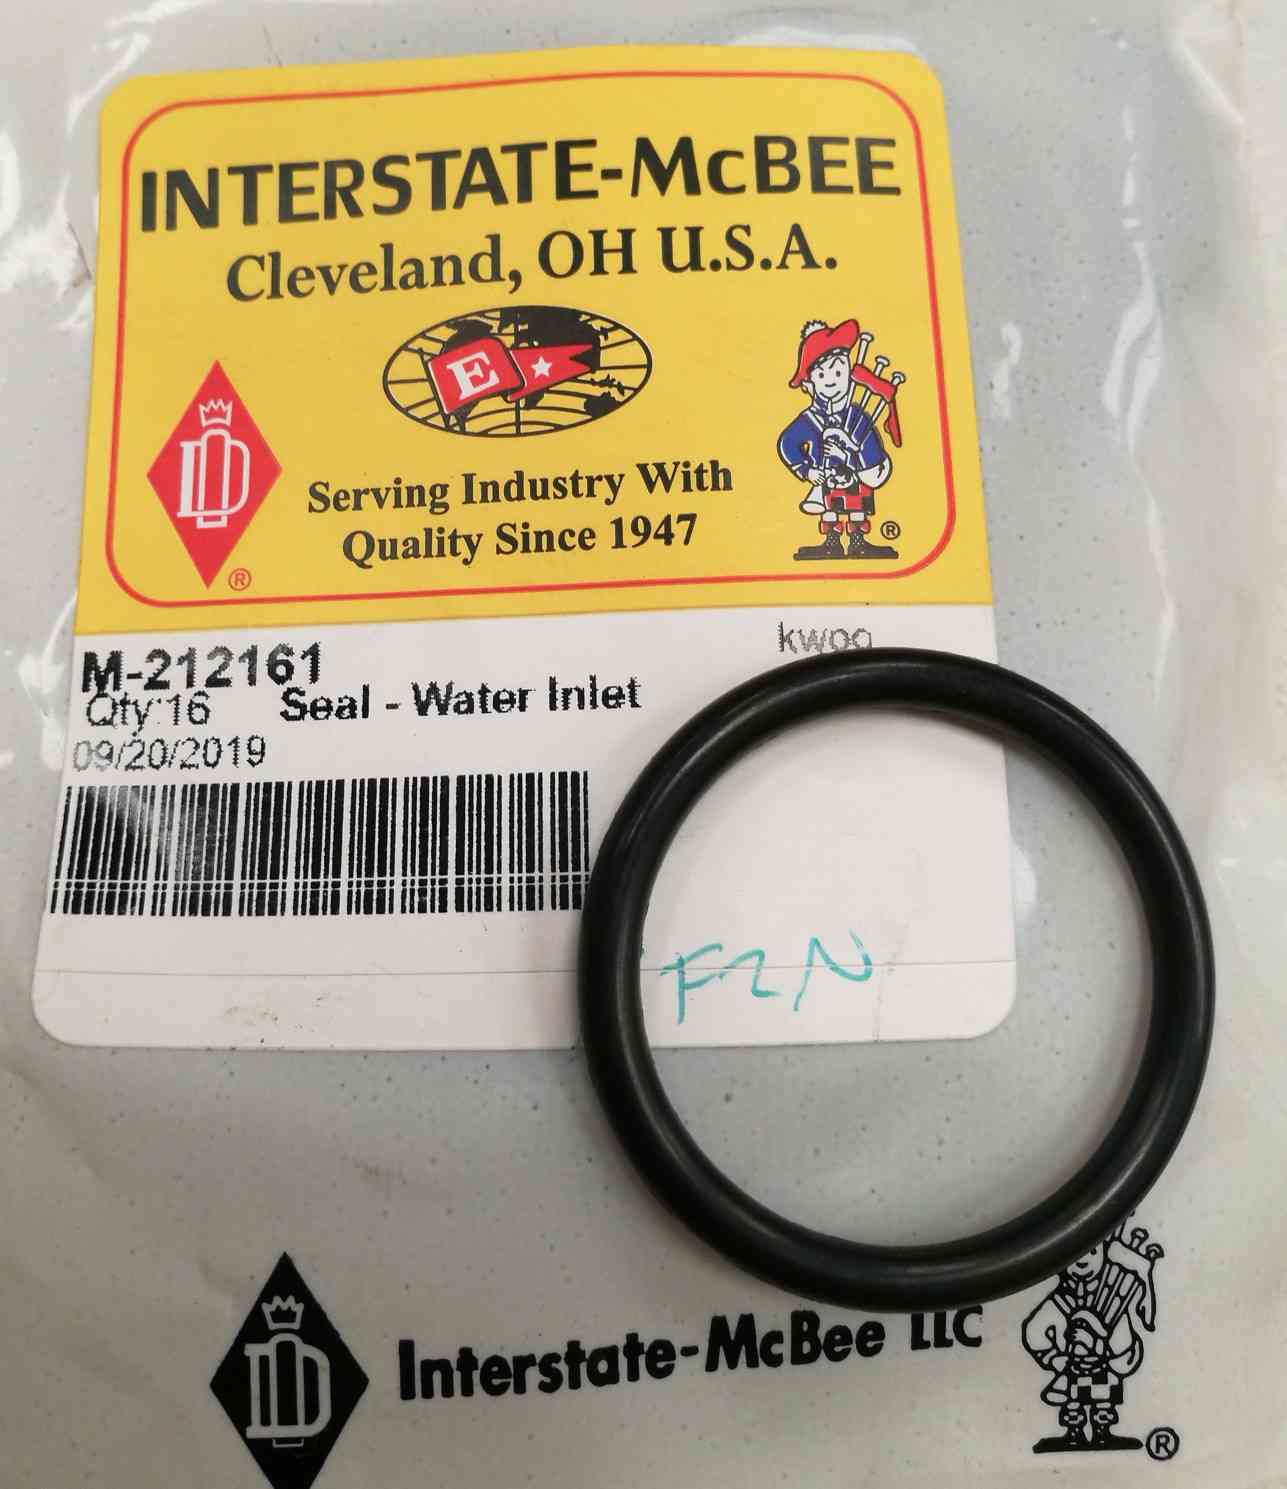 INTERSTATE-McBEE
Cleveland, OH U.S.A.
E
D
Serving Industry With
Quality Since 1947
®
®
M-212161
Qty:16 Seal - Water Inlet
09/20/2019
F2N
D
Interstate-McBee LLC
®